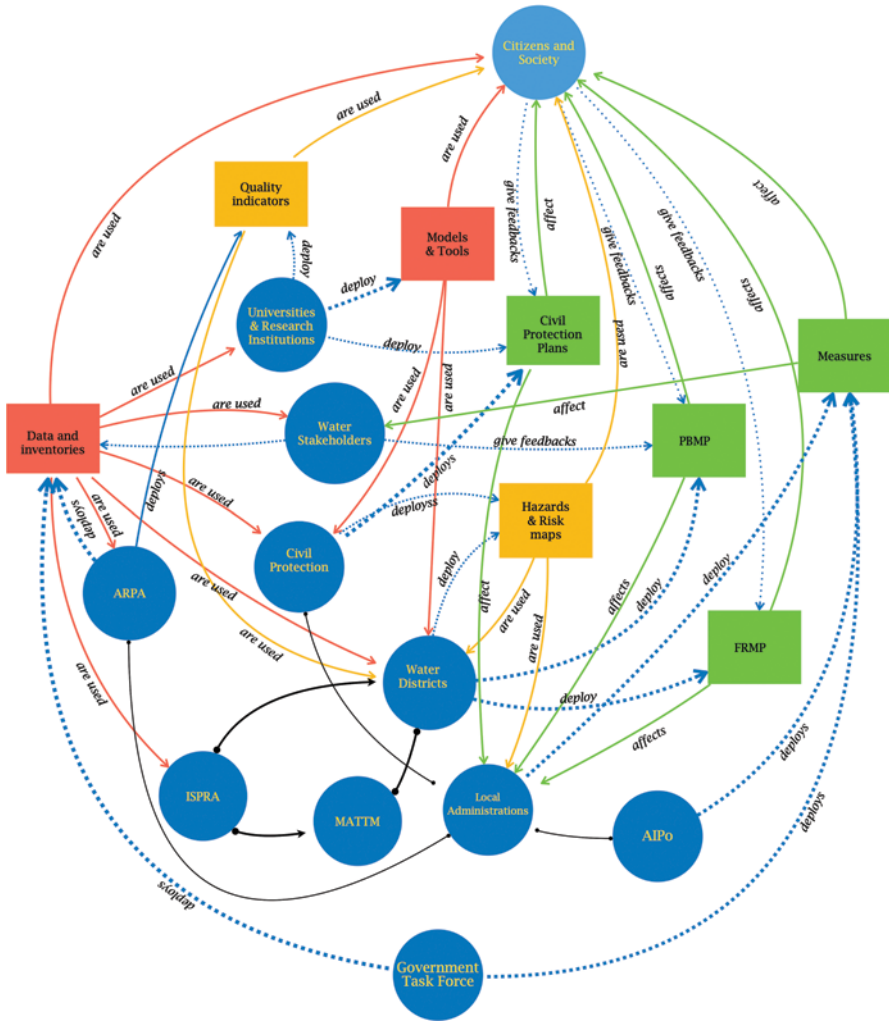 Citizens and
Society
are used
are used
are used
Quality
indicators
give feedbacks
affect
give feedbacks
affects
give feedbacks
affect
affects
Models
& Tools
deploy
deploy
Universities
& Research
Institutions
deploy
Civil
Protection
Plans
are used
Measures
are used
are used
are used
are used
affect
Data and
inventories
Water
Stakeholders
give feedbacks
PBMP
deploys
are used
deploys
are used
deploys
deployss
Hazards
& Risk
maps
Civil
Protection
ARPA
are used
deploy
affect
are used
are used
affects
deploy
deploy
are used
are used
Water
Districts
deploy
FRMP
affects
ISPRA
MATTM
Local
Administrations
AIPo
deploys
deploys
deploys
Government
Task Force